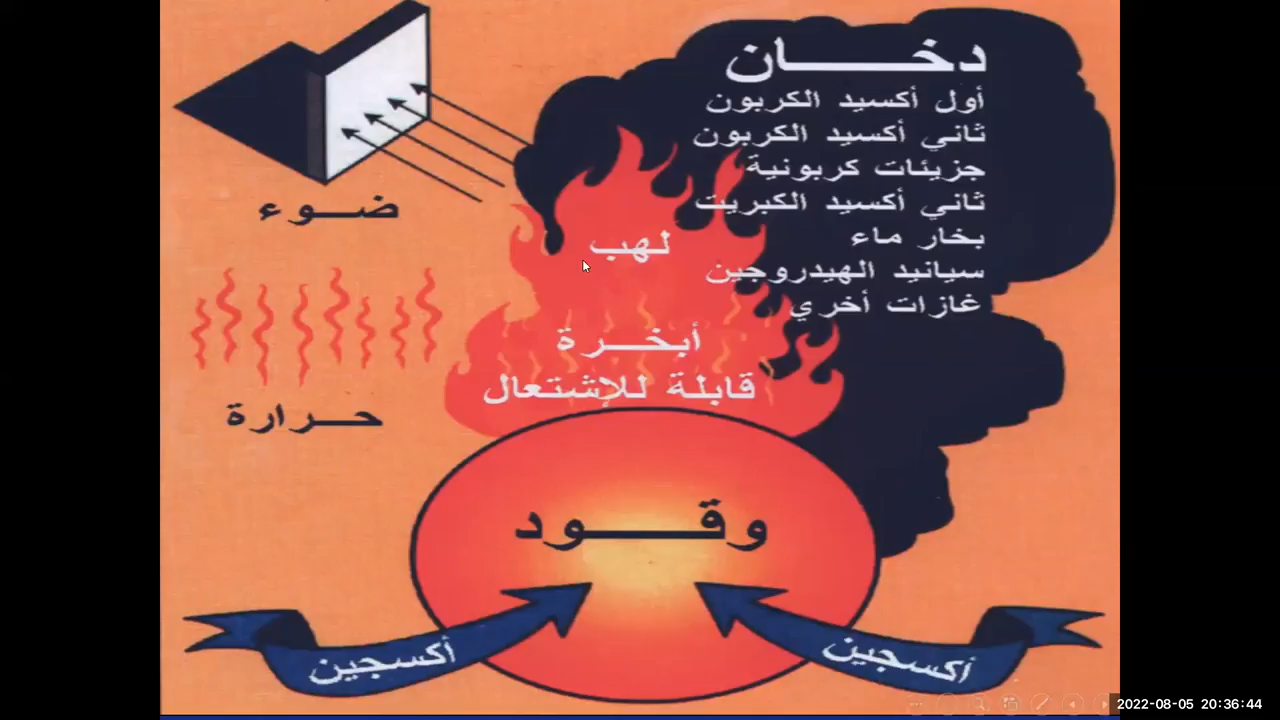 دخان
أول أكسيد الكربون
ثاني أكسيد الكربون
جزيئات كربونية
ثاني أكسيد الكبريت
بخار ماء
سيانيد الهيدروجين
غازات أخري
ضوء
لهب
أبخرة
قابلة للإشتعال
حرارة
وقود
أكسجين
أكسجين
2022-08-05 20:36:44